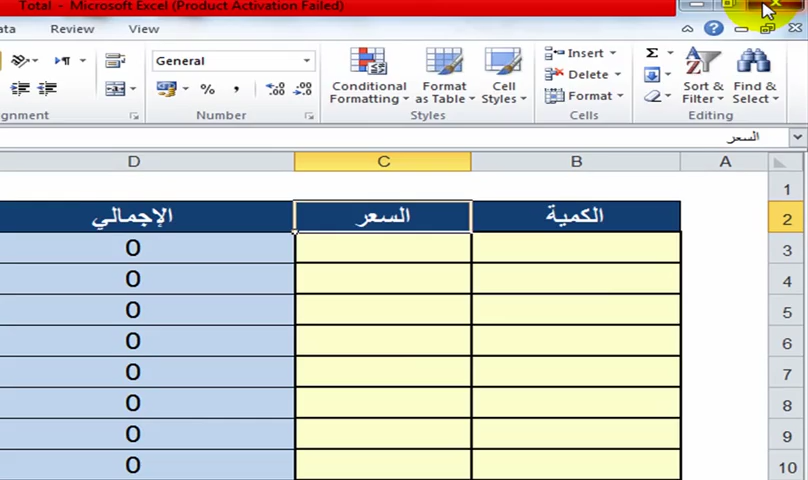 Total - Microsoft Excel (Product Activation Failed)
ata Review View
General
Conditional Formatting
Format as Table
Cell Styles
Insert
Delete
Format
Σ
Sort & Filter
Find & Select
% ,
gnment Number Styles Cells Editing
السعر
D C B A
1
2 الكمية السعر الإجمالي
3 0
4 0
5 0
6 0
7 0
8 0
9 0
10 0